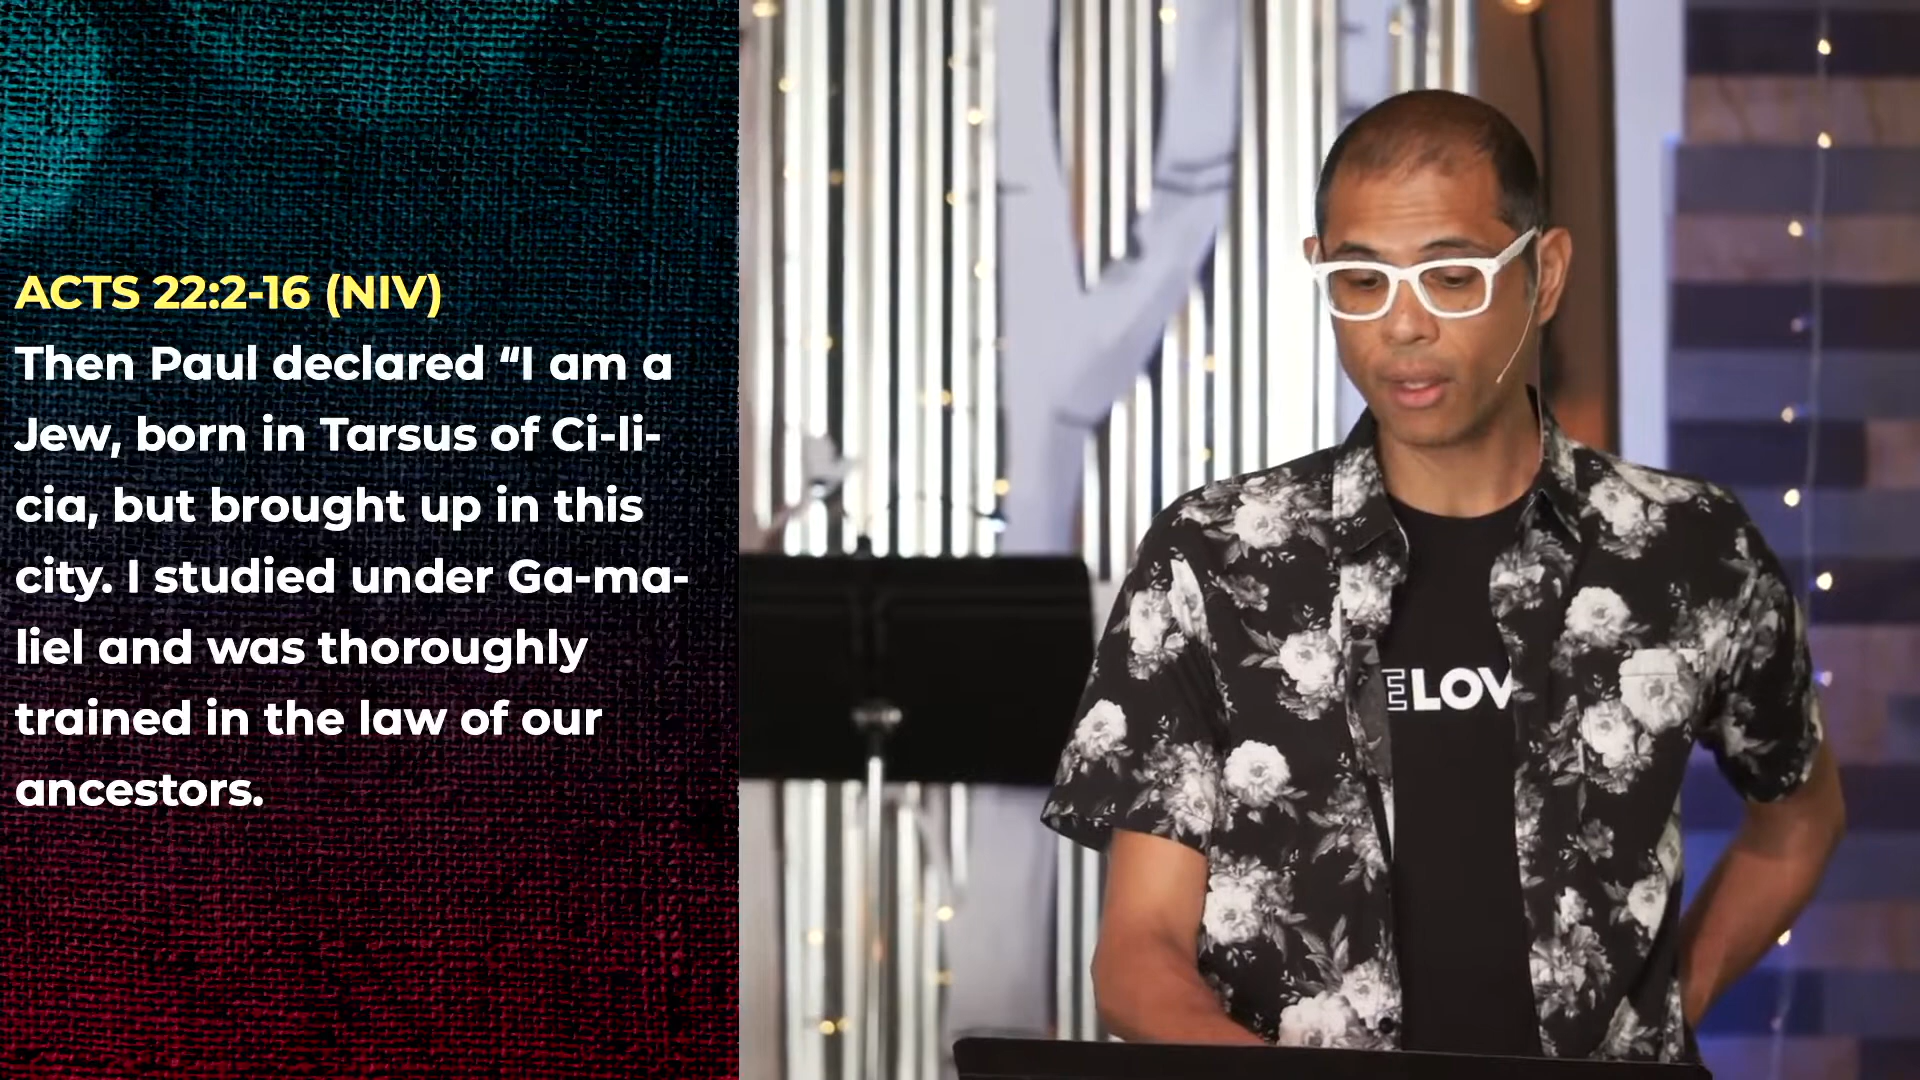 ACTS 22:2-16 (NIV)
Then Paul declared “I am a
Jew, born in Tarsus of Ci-li-
cia, but brought up in this
city. I studied under Ga-ma-
liel and was thoroughly
trained in the law of our
ancestors.
ELOV